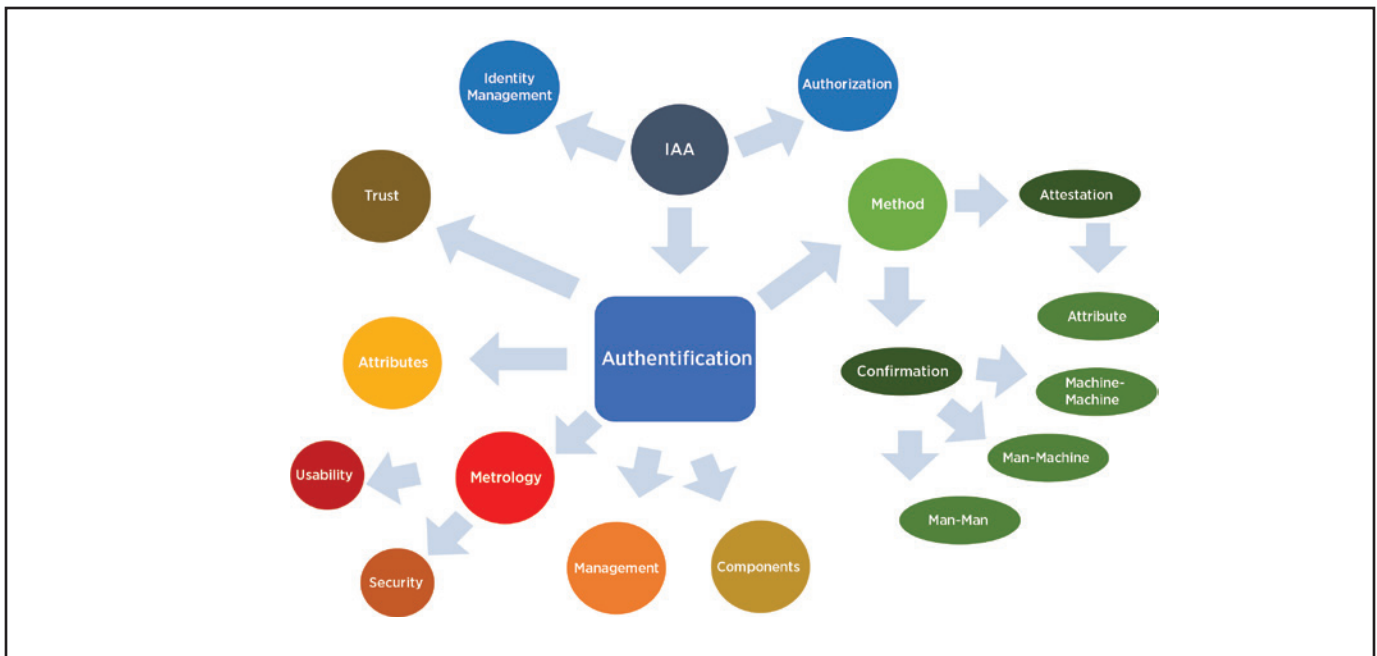 Identity
Management
Authorization
IAA
Trust
Method
Attestation
Attribute
Authentification
Attributes
Confirmation
Machine-
Machine
Man-Machine
Usability
Metrology
Man-Man
Management
Components
Security